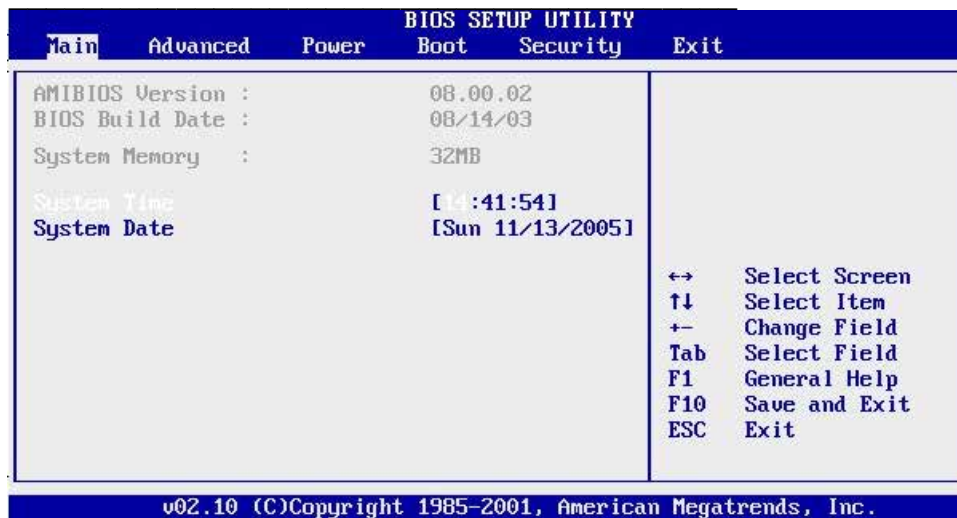 BIOS SETUP UTILITY
Main Advanced Power Boot Security Exit
AMIBIOS Version : 08.00.02
BIOS Build Date : 08/14/03
System Memory : 32MB
System Time [14:41:54]
System Date [Sun 11/13/2005]
←→ Select Screen
↑↓ Select Item
+- Change Field
Tab Select Field
F1 General Help
F10 Save and Exit
ESC Exit
v02.10 (C)Copyright 1985-2001, American Megatrends, Inc.